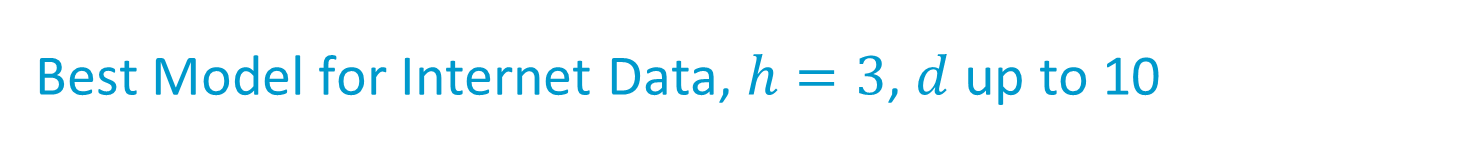 Best Model for Internet Data, h = 3, d up to 10